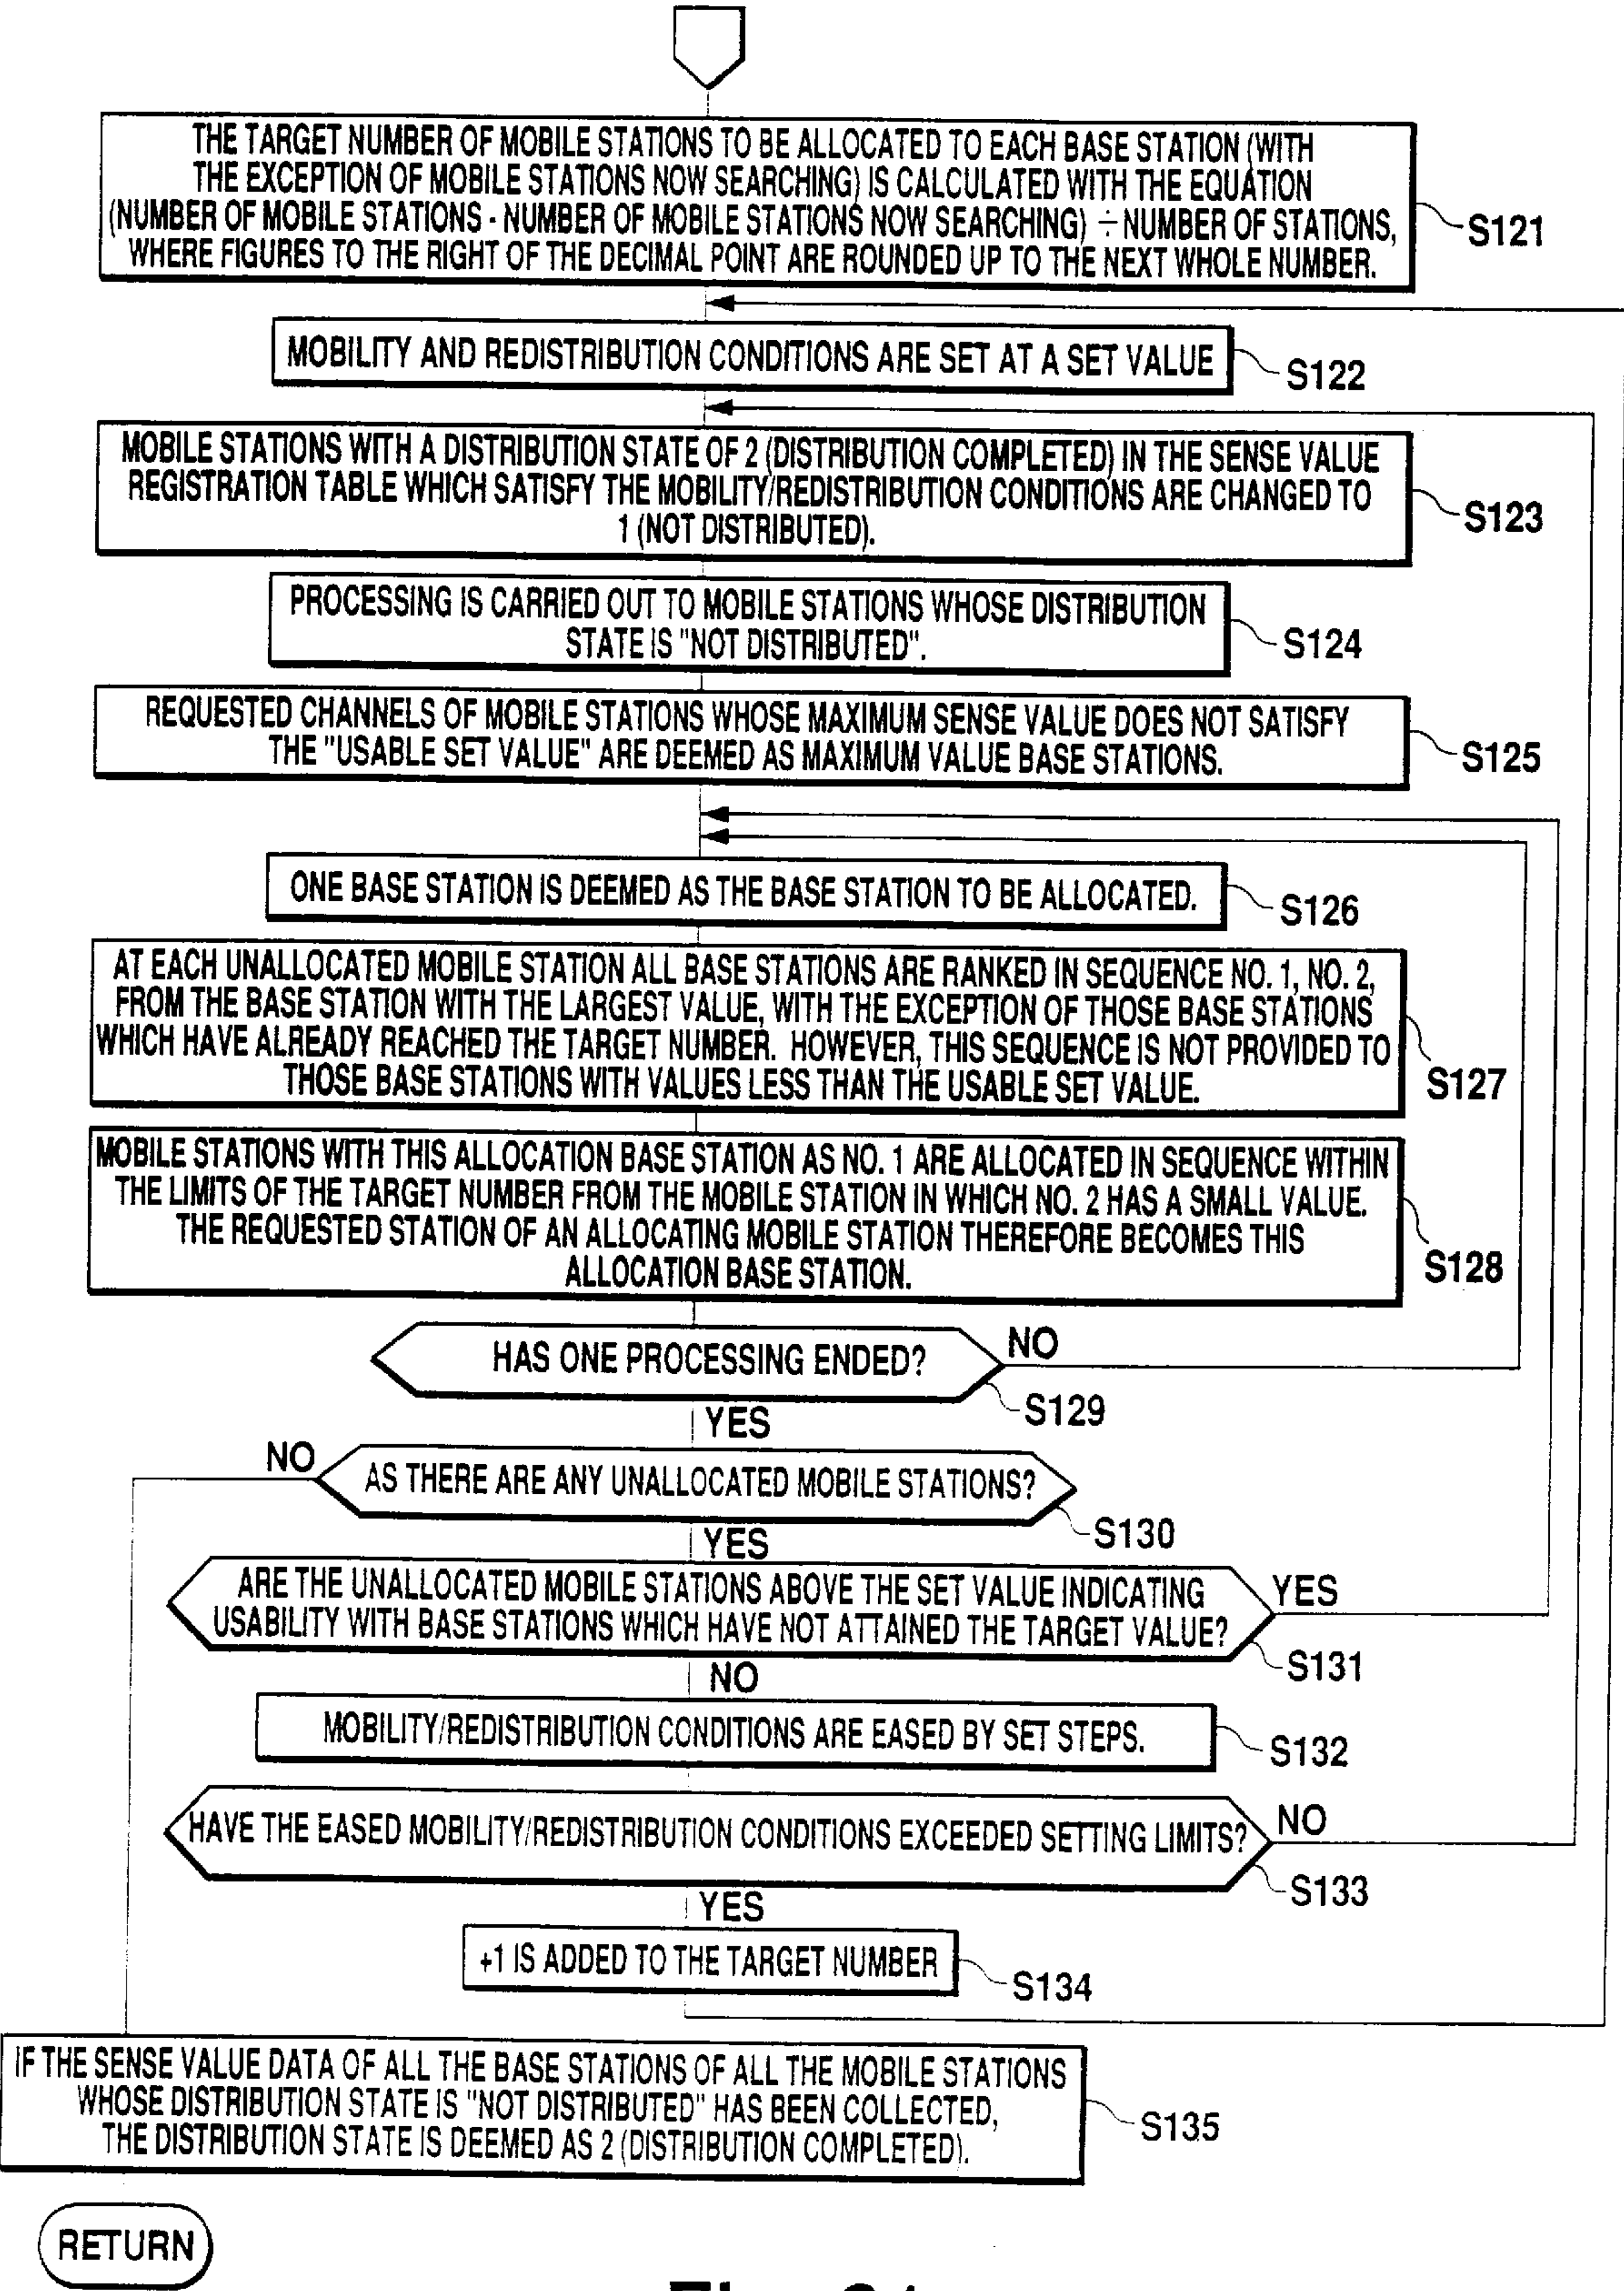 THE TARGET NUMBER OF MOBILE STATIONS TO BE ALLOCATED TO EACH BASE STATION (WITH
THE EXCEPTION OF MOBILE STATIONS NOW SEARCHING) IS CALCULATED WITH THE EQUATION
(NUMBER OF MOBILE STATIONS - NUMBER OF MOBILE STATIONS NOW SEARCHING) ÷ NUMBER OF STATIONS,
WHERE FIGURES TO THE RIGHT OF THE DECIMAL POINT ARE ROUNDED UP TO THE NEXT WHOLE NUMBER.
S121
MOBILITY AND REDISTRIBUTION CONDITIONS ARE SET AT A SET VALUE
S122
MOBILE STATIONS WITH A DISTRIBUTION STATE OF 2 (DISTRIBUTION COMPLETED) IN THE SENSE VALUE
REGISTRATION TABLE WHICH SATISFY THE MOBILITY/REDISTRIBUTION CONDITIONS ARE CHANGED TO
1 (NOT DISTRIBUTED).
S123
PROCESSING IS CARRIED OUT TO MOBILE STATIONS WHOSE DISTRIBUTION
STATE IS "NOT DISTRIBUTED".
S124
REQUESTED CHANNELS OF MOBILE STATIONS WHOSE MAXIMUM SENSE VALUE DOES NOT SATISFY
THE "USABLE SET VALUE" ARE DEEMED AS MAXIMUM VALUE BASE STATIONS.
S125
ONE BASE STATION IS DEEMED AS THE BASE STATION TO BE ALLOCATED.
S126
AT EACH UNALLOCATED MOBILE STATION ALL BASE STATIONS ARE RANKED IN SEQUENCE NO. 1, NO. 2,
FROM THE BASE STATION WITH THE LARGEST VALUE, WITH THE EXCEPTION OF THOSE BASE STATIONS
WHICH HAVE ALREADY REACHED THE TARGET NUMBER. HOWEVER, THIS SEQUENCE IS NOT PROVIDED TO
THOSE BASE STATIONS WITH VALUES LESS THAN THE USABLE SET VALUE.
S127
MOBILE STATIONS WITH THIS ALLOCATION BASE STATION AS NO. 1 ARE ALLOCATED IN SEQUENCE WITHIN
THE LIMITS OF THE TARGET NUMBER FROM THE MOBILE STATION IN WHICH NO. 2 HAS A SMALL VALUE.
THE REQUESTED STATION OF AN ALLOCATING MOBILE STATION THEREFORE BECOMES THIS
ALLOCATION BASE STATION.
S128
HAS ONE PROCESSING ENDED?
NO
S129
YES
NO
AS THERE ARE ANY UNALLOCATED MOBILE STATIONS?
S130
YES
ARE THE UNALLOCATED MOBILE STATIONS ABOVE THE SET VALUE INDICATING
USABILITY WITH BASE STATIONS WHICH HAVE NOT ATTAINED THE TARGET VALUE?
YES
S131
NO
MOBILITY/REDISTRIBUTION CONDITIONS ARE EASED BY SET STEPS.
S132
HAVE THE EASED MOBILITY/REDISTRIBUTION CONDITIONS EXCEEDED SETTING LIMITS?
NO
S133
YES
+1 IS ADDED TO THE TARGET NUMBER
S134
IF THE SENSE VALUE DATA OF ALL THE BASE STATIONS OF ALL THE MOBILE STATIONS
WHOSE DISTRIBUTION STATE IS "NOT DISTRIBUTED" HAS BEEN COLLECTED,
THE DISTRIBUTION STATE IS DEEMED AS 2 (DISTRIBUTION COMPLETED).
S135
RETURN